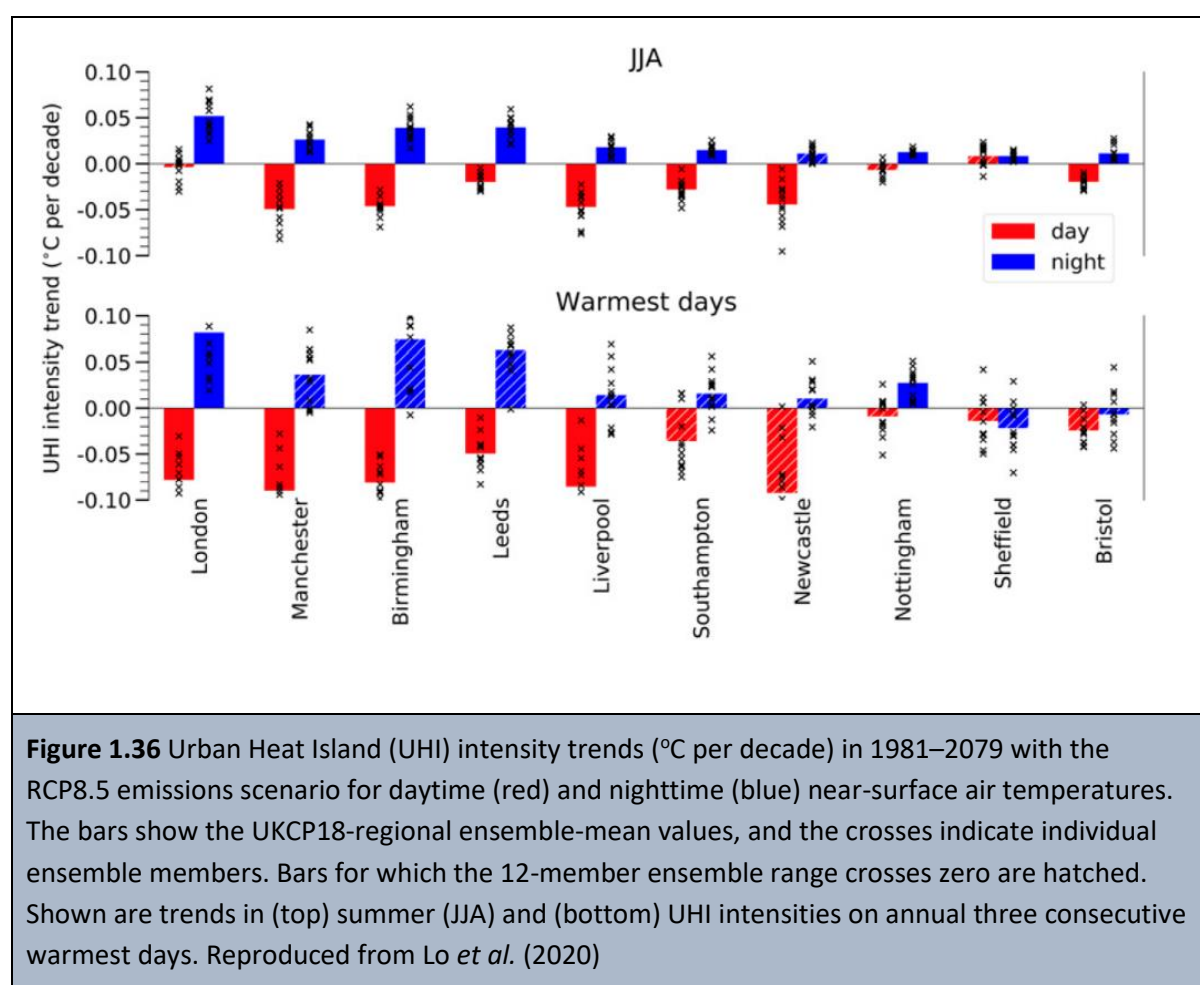 JJA
0.10
0.05
0.00
-0.05
-0.10
day
night
UHI intensity trend (°C per decade)
Warmest days
0.10
0.05
0.00
-0.05
-0.10
London
Manchester
Birmingham
Leeds
Liverpool
Southampton
Newcastle
Nottingham
Sheffield
Bristol
Figure 1.36 Urban Heat Island (UHI) intensity trends (ºC per decade) in 1981–2079 with the
RCP8.5 emissions scenario for daytime (red) and nighttime (blue) near-surface air temperatures.
The bars show the UKCP18-regional ensemble-mean values, and the crosses indicate individual
ensemble members. Bars for which the 12-member ensemble range crosses zero are hatched.
Shown are trends in (top) summer (JJA) and (bottom) UHI intensities on annual three consecutive
warmest days. Reproduced from Lo et al. (2020)